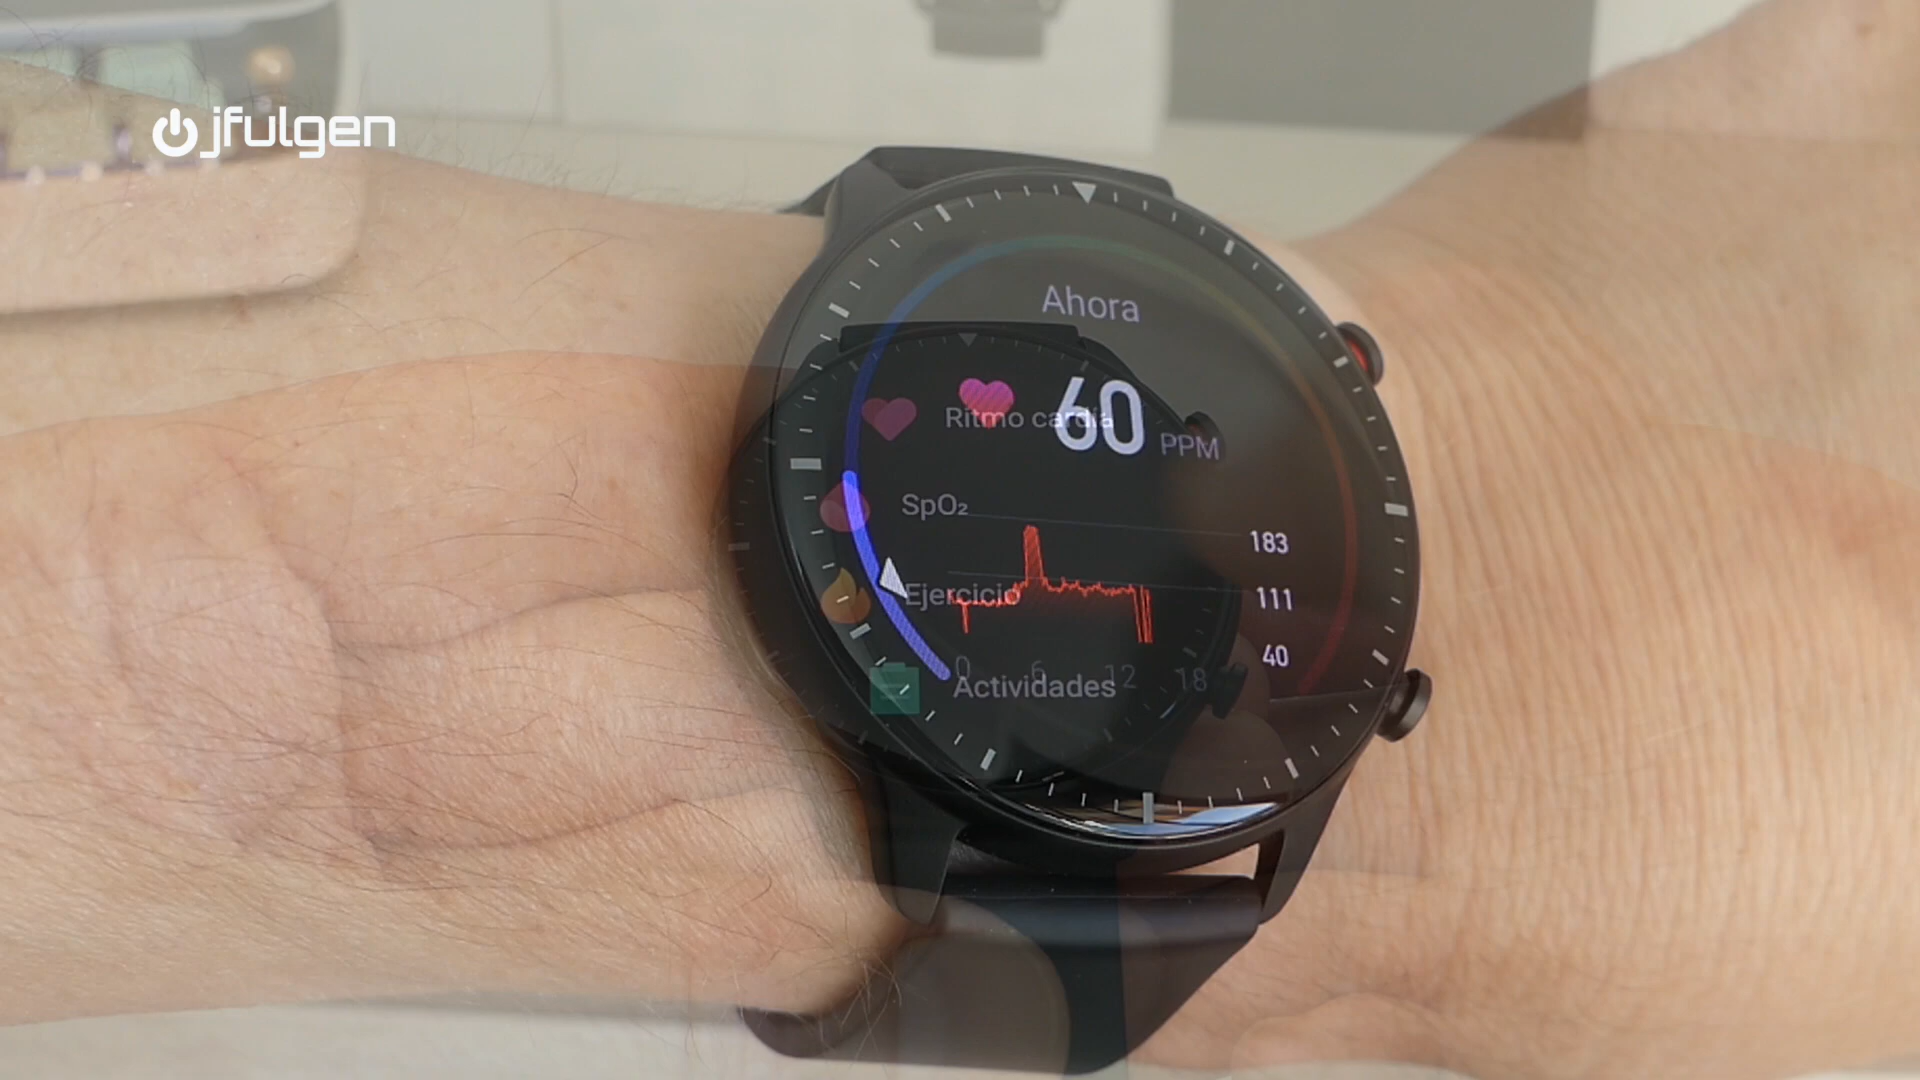 jfulgen
Ahora
60 PPM
Ritmo cardía
SpO₂
183
Ejercicio
111
40
0 6 12 18
Actividades